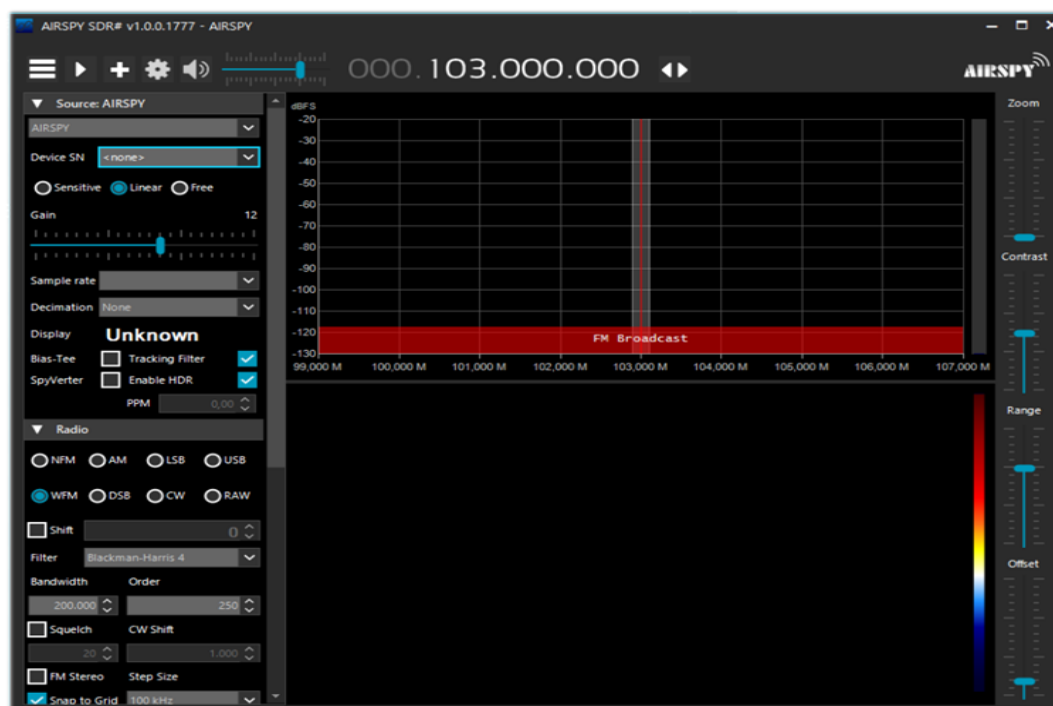 AIRSPY SDR# v1.0.0.1777 - AIRSPY
000.103.000.000
AIRSPY
Source: AIRSPY
AIRSPY
Device SN <none>
Sensitive Linear Free
Gain 12
Sample rate
Decimation None
Display Unknown
Bias-Tee Tracking Filter
SpyVerter Enable HDR
PPM 0,00
Radio
NFM AM LSB USB
WFM DSB CW RAW
Shift 0
Filter Blackman-Harris 4
Bandwidth Order
200.000 250
Squelch CW Shift
20 1.000
FM Stereo Step Size
Snap to Grid 100 kHz
dBFS
-20
-30
-40
-50
-60
-70
-80
-90
-100
-110
-120
-130
FM Broadcast
99,000 M 100,000 M 101,000 M 102,000 M 103,000 M 104,000 M 105,000 M 106,000 M 107,000 M
Zoom
Contrast
Range
Offset